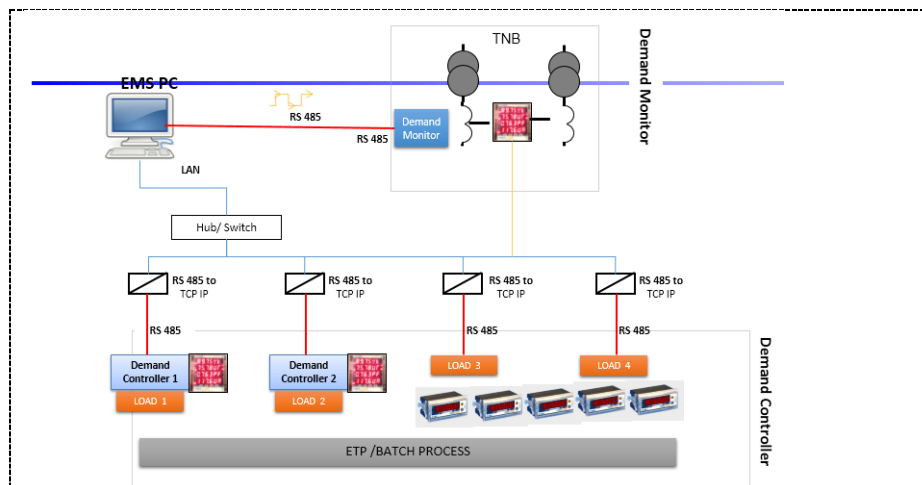 TNB
Demand Monitor
EMS PC
RS 485
RS 485
Demand
Monitor
LAN
Hub/ Switch
RS 485 to
TCP IP
RS 485 to
TCP IP
RS 485 to
TCP IP
RS 485 to
TCP IP
RS 485
RS 485
RS 485
Demand
Controller 1
LOAD 1
Demand
Controller 2
LOAD 2
LOAD 3
LOAD 4
Demand Controller
ETP /BATCH PROCESS